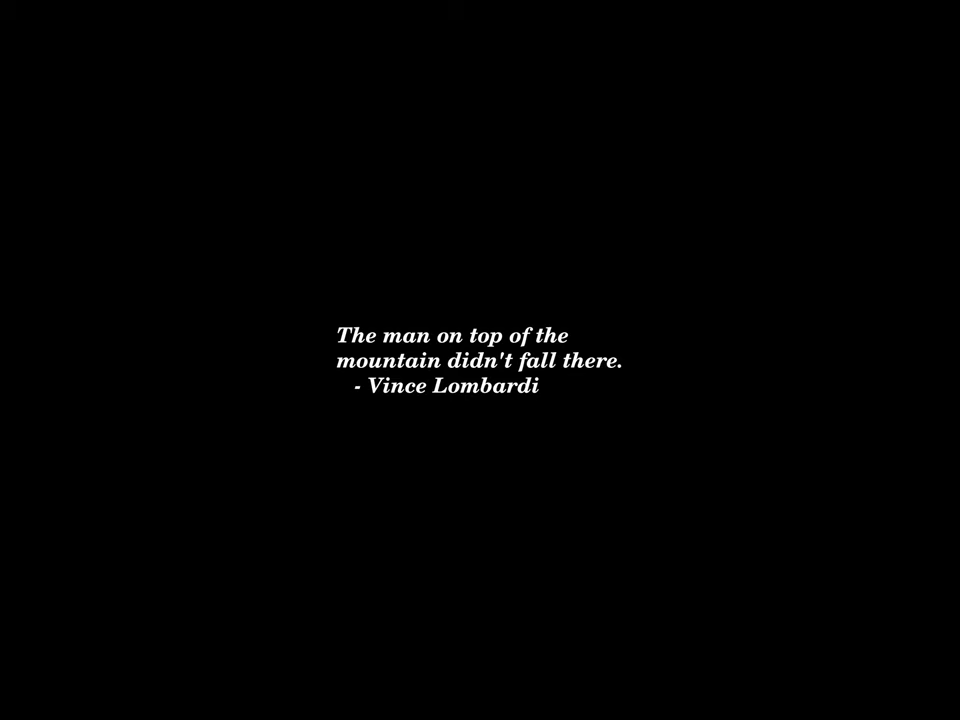 The man on top of the
mountain didn't fall there.
- Vince Lombardi